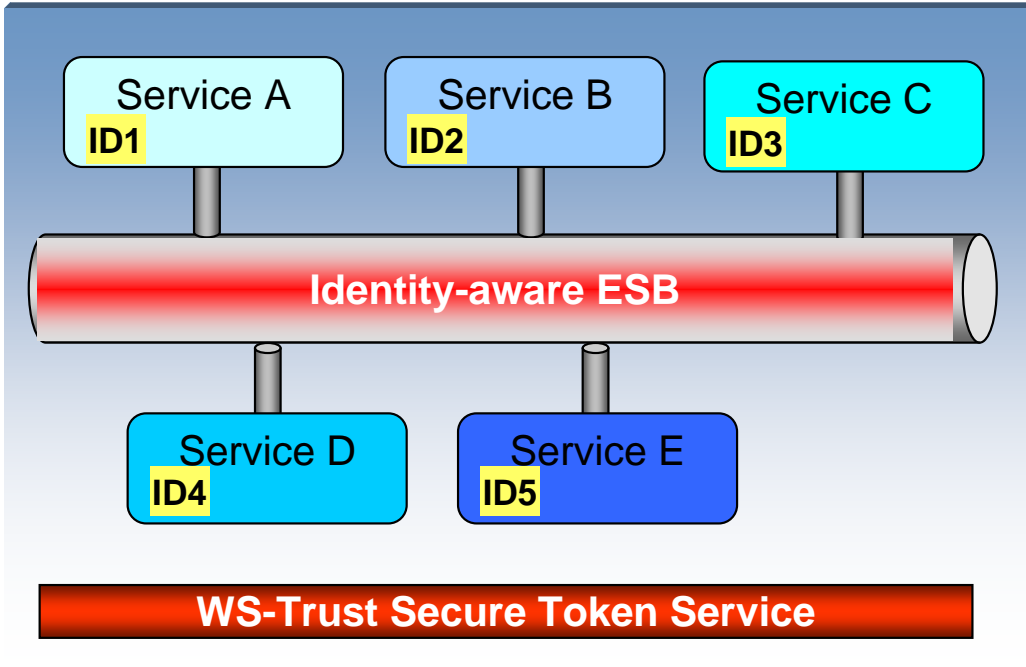 Service A
ID1
Service B
ID2
Service C
ID3
Identity-aware ESB
Service D
ID4
Service E
ID5
WS-Trust Secure Token Service